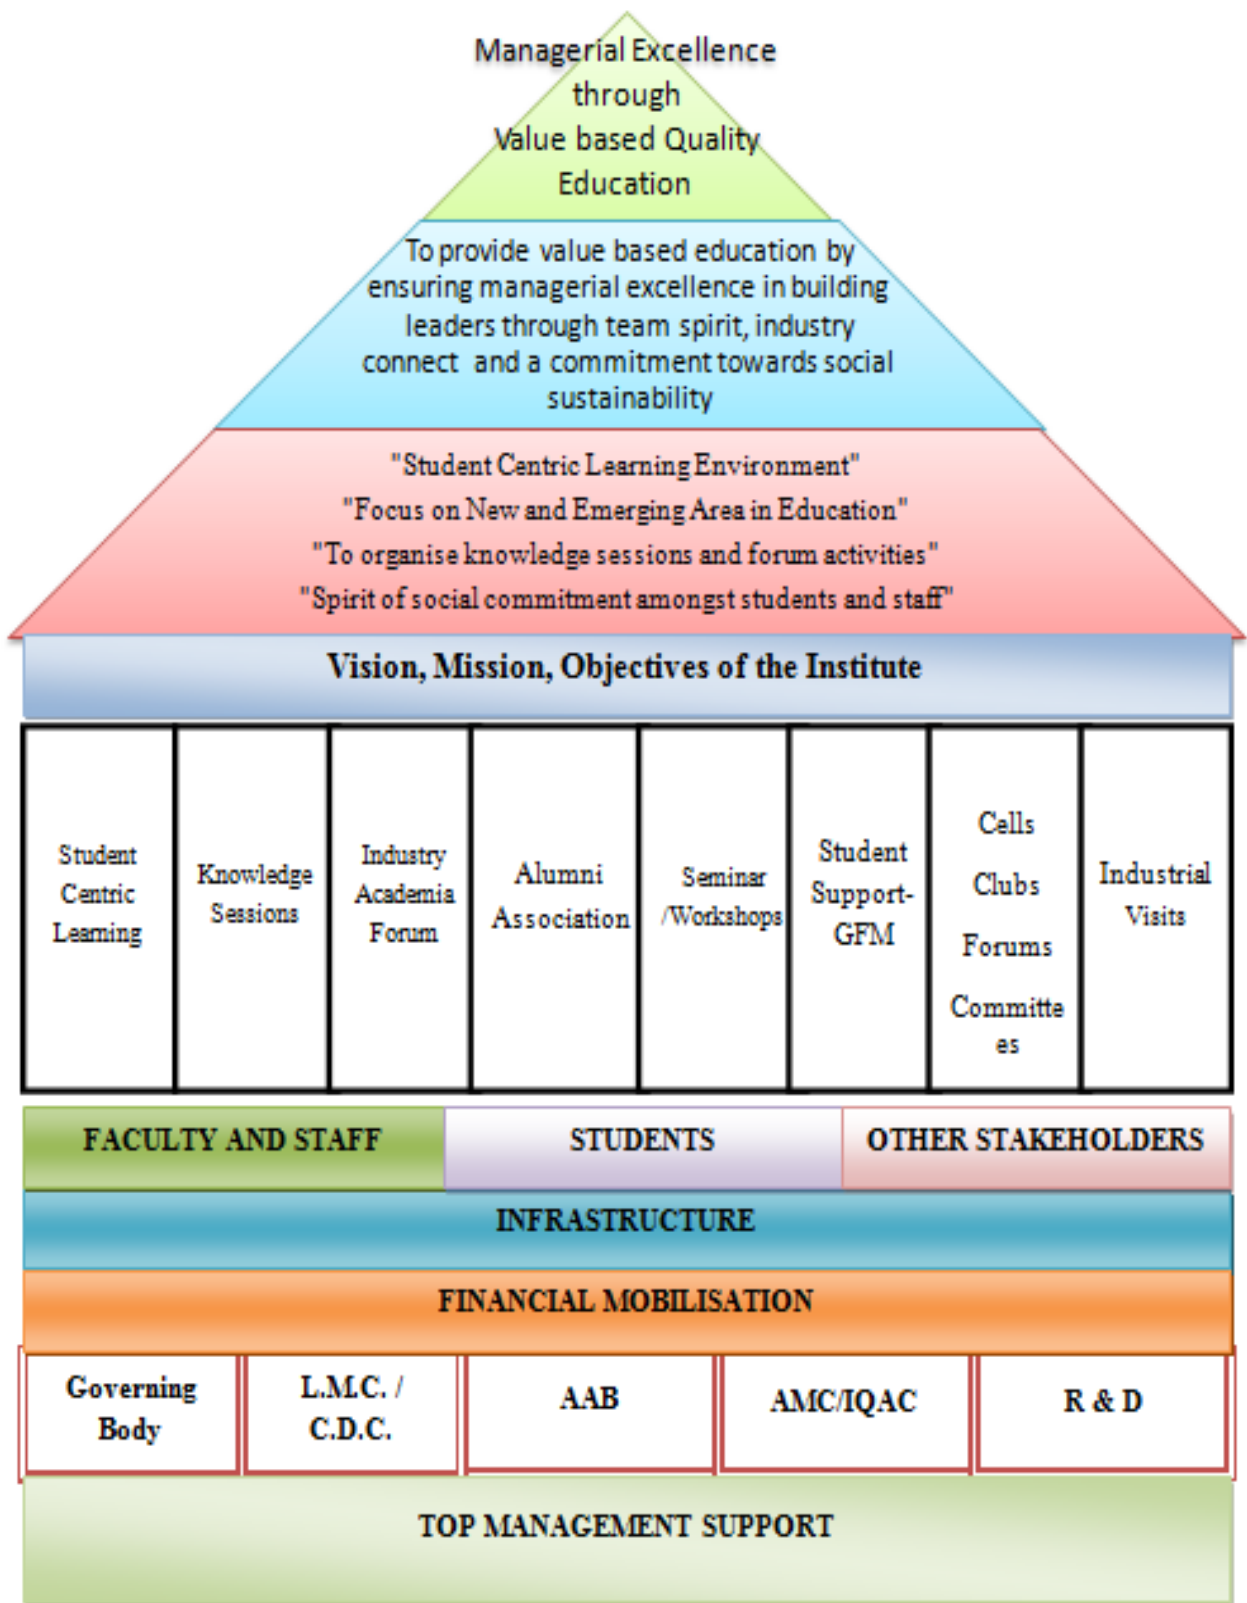 Managerial Excellence
through
Value based Quality
Education
To provide value based education by
ensuring managerial excellence in building
leaders through team spirit, industry
connect and a commitment towards social
sustainability
"Student Centric Learning Environment"
"Focus on New and Emerging Area in Education"
"To organise knowledge sessions and forum activities"
"Spirit of social commitment amongst students and staff"
Vision, Mission, Objectives of the Institute
Student
Centric
Learning
Knowledge
Sessions
Industry
Academia
Forum
Alumni
Association
Seminar
/Workshops
Student
Support-
GFM
Cells
Clubs
Forums
Committe
es
Industrial
Visits
FACULTY AND STAFF
STUDENTS
OTHER STAKEHOLDERS
INFRASTRUCTURE
FINANCIAL MOBILISATION
Governing
Body
L.M.C. /
C.D.C.
AAB
AMC/IQAC
R & D
TOP MANAGEMENT SUPPORT